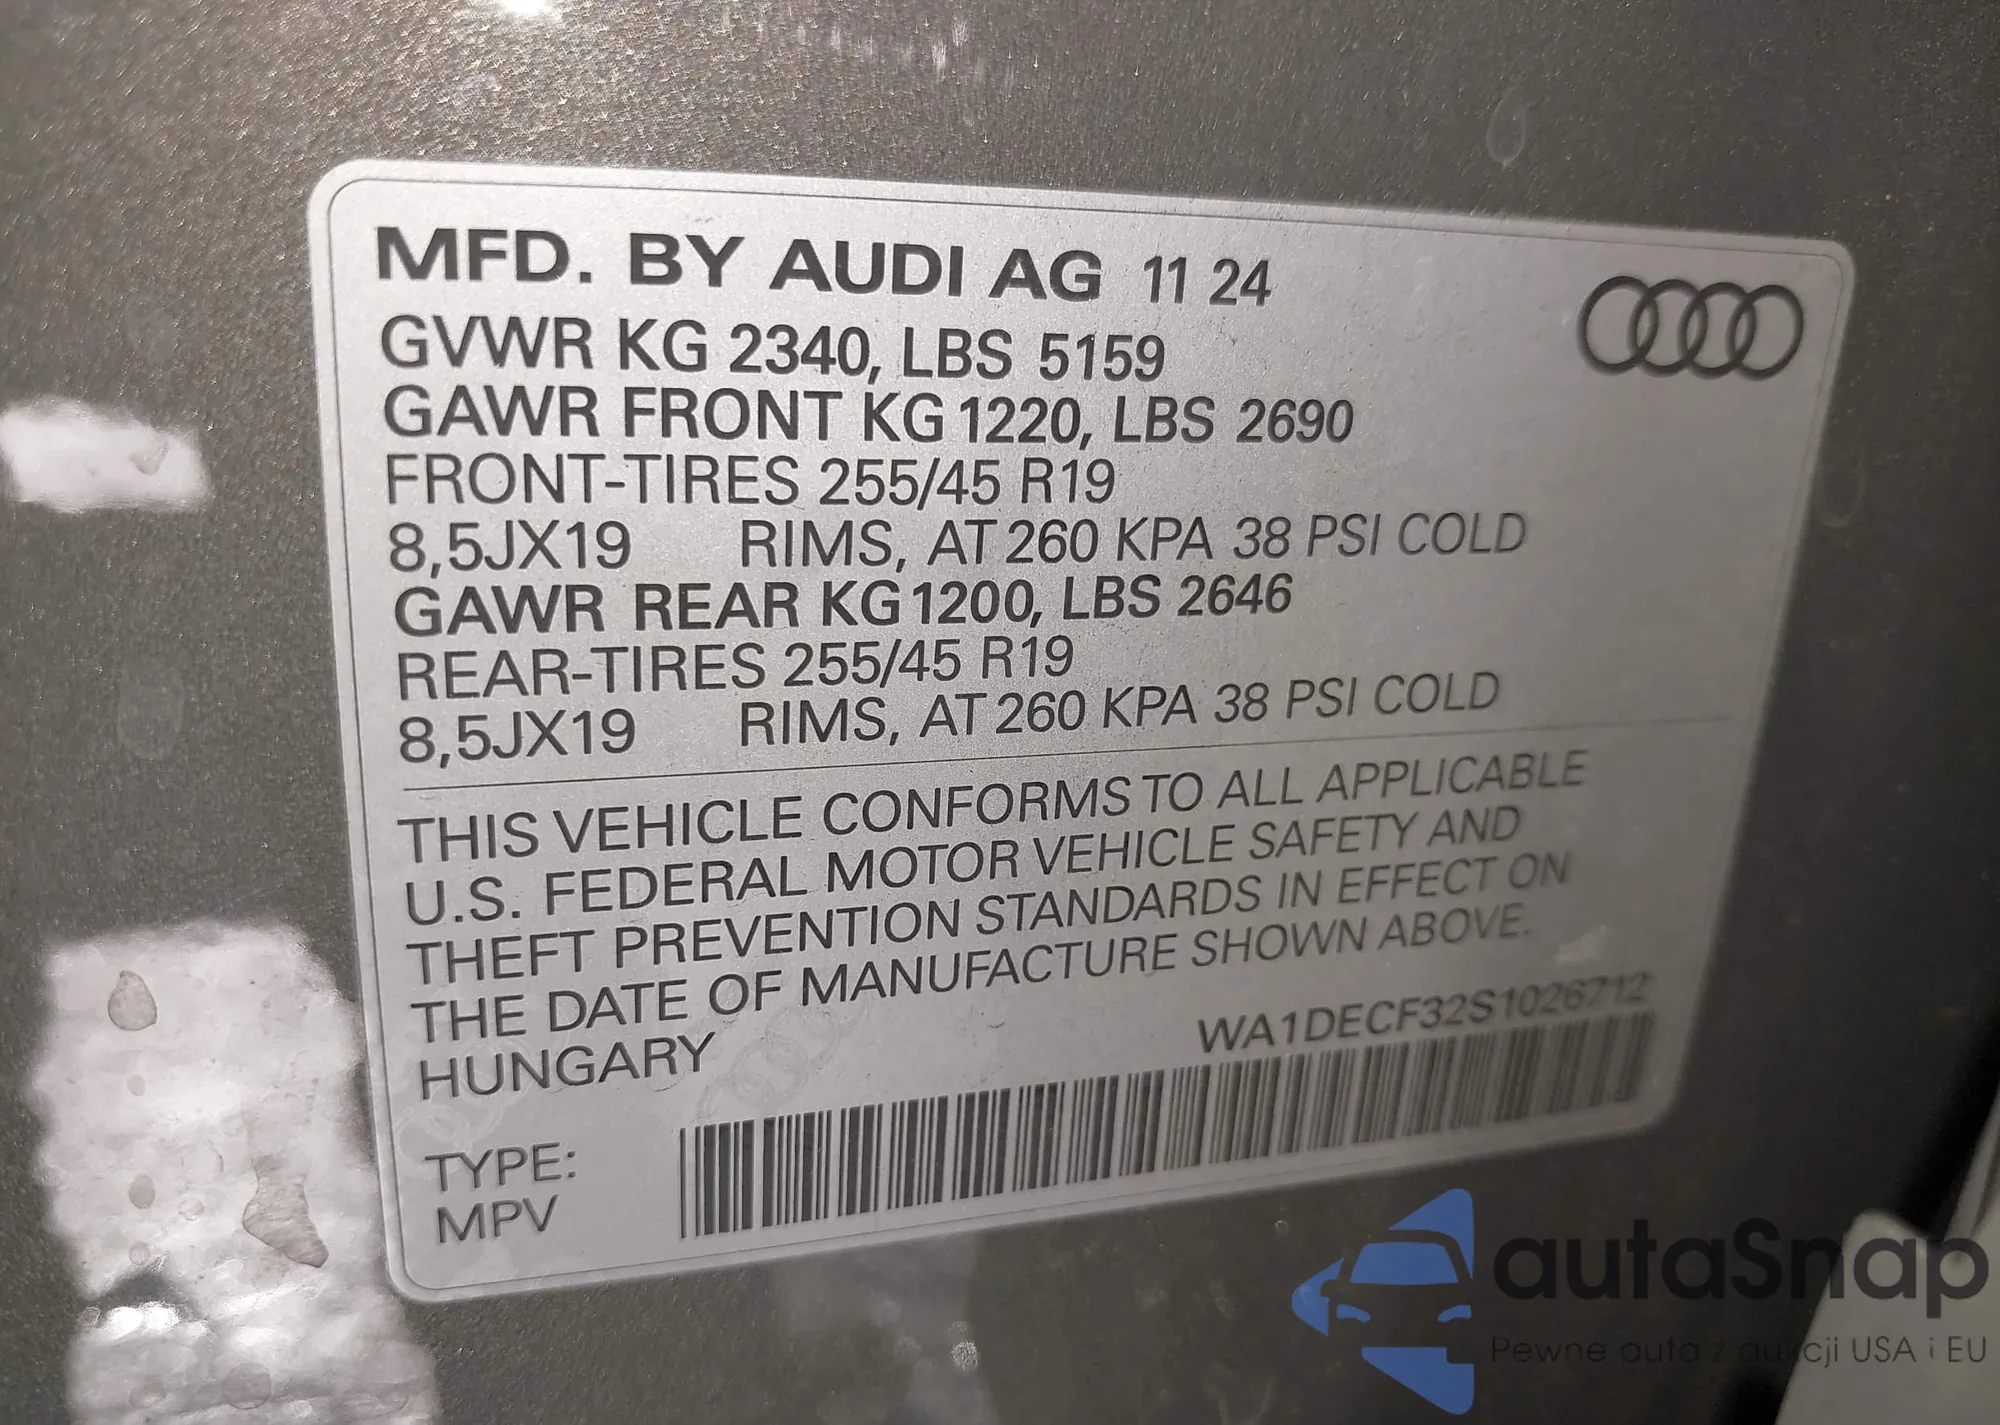 MFD. BY AUDI AG 11 24
GVWR KG 2340, LBS 5159
GAWR FRONT KG 1220, LBS 2690
FRONT-TIRES 255/45 R19
8,5JX19 RIMS, AT 260 KPA 38 PSI COLD
GAWR REAR KG 1200, LBS 2646
REAR-TIRES 255/45 R19
8,5JX19 RIMS, AT 260 KPA 38 PSI COLD
THIS VEHICLE CONFORMS TO ALL APPLICABLE
U.S. FEDERAL MOTOR VEHICLE SAFETY AND
THEFT PREVENTION STANDARDS IN EFFECT ON
THE DATE OF MANUFACTURE SHOWN ABOVE.
HUNGARY
WA1DECF32S1026712
TYPE:
MPV
autaSnap
Pewne auta z aukcji USA i EU